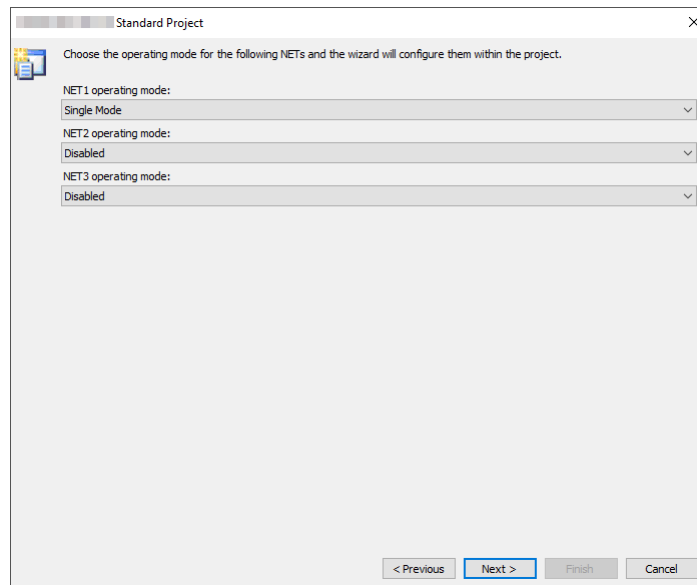 Standard Project
Choose the operating mode for the following NETs and the wizard will configure them within the project.
NET1 operating mode:
Single Mode
NET2 operating mode:
Disabled
NET3 operating mode:
Disabled
< Previous
Next >
Finish
Cancel